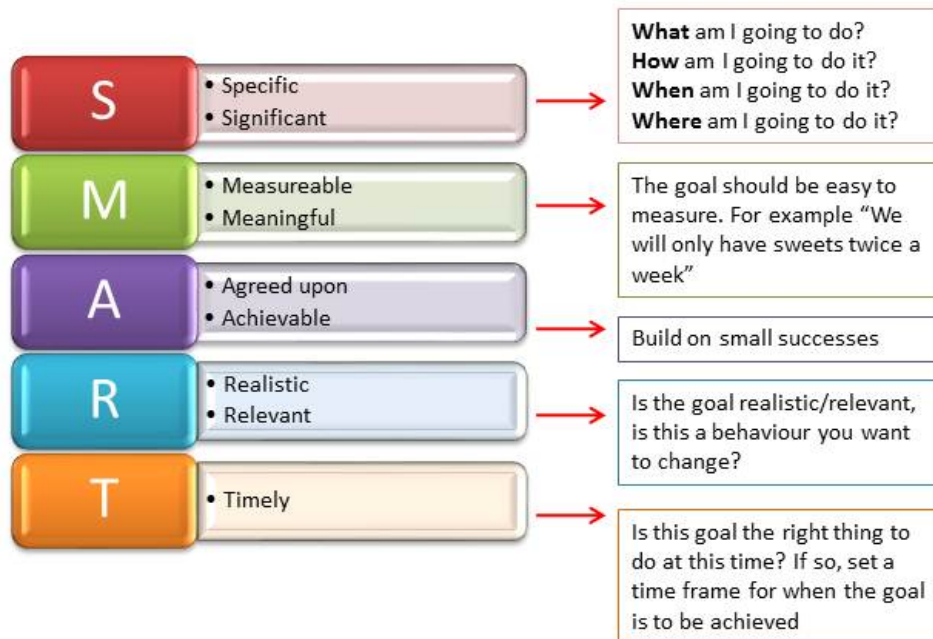 S
• Specific
• Significant
What am I going to do?
How am I going to do it?
When am I going to do it?
Where am I going to do it?
M
• Measureable
• Meaningful
The goal should be easy to
measure. For example “We
will only have sweets twice a
week”
A
• Agreed upon
• Achievable
Build on small successes
R
• Realistic
• Relevant
Is the goal realistic/relevant,
is this a behaviour you want
to change?
T
• Timely
Is this goal the right thing to
do at this time? If so, set a
time frame for when the goal
is to be achieved